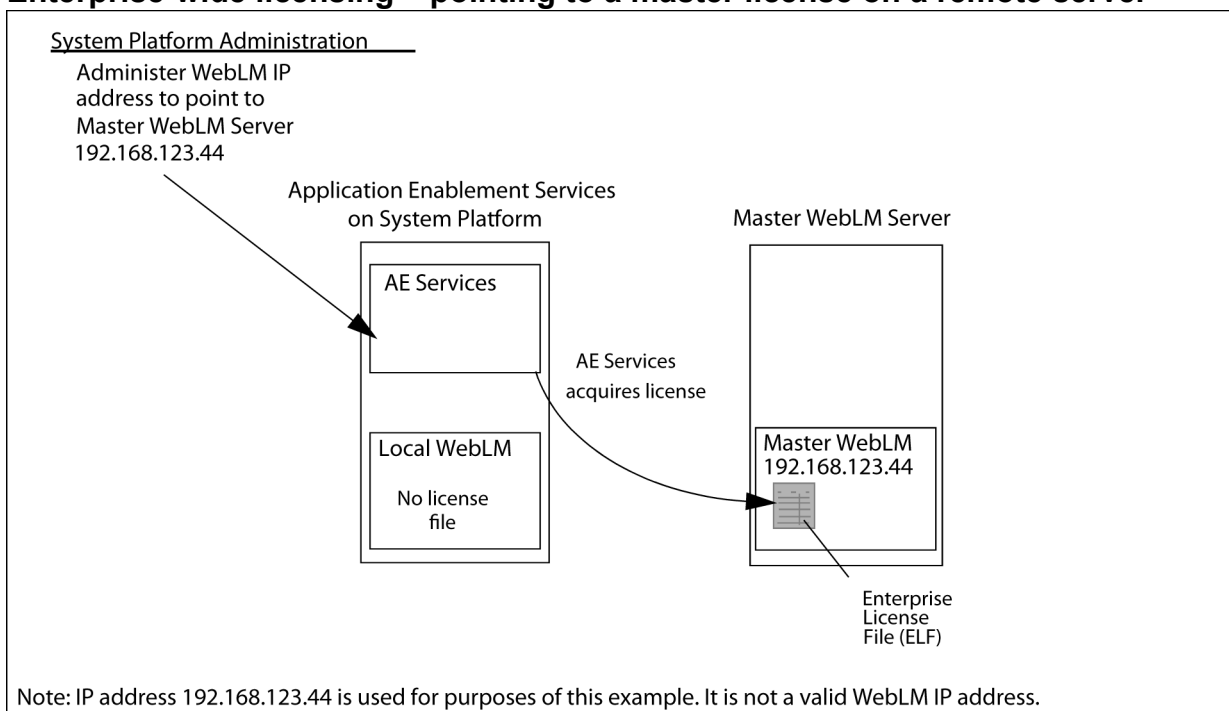 Enterprise-wide licensing – pointing to a master license on a remote server
System Platform Administration
Administer WebLM IP
address to point to
Master WebLM Server
192.168.123.44
Application Enablement Services
on System Platform
Master WebLM Server
AE Services
AE Services
acquires license
Local WebLM
No license
file
Master WebLM
192.168.123.44
Enterprise
License
File (ELF)
Note: IP address 192.168.123.44 is used for purposes of this example. It is not a valid WebLM IP address.